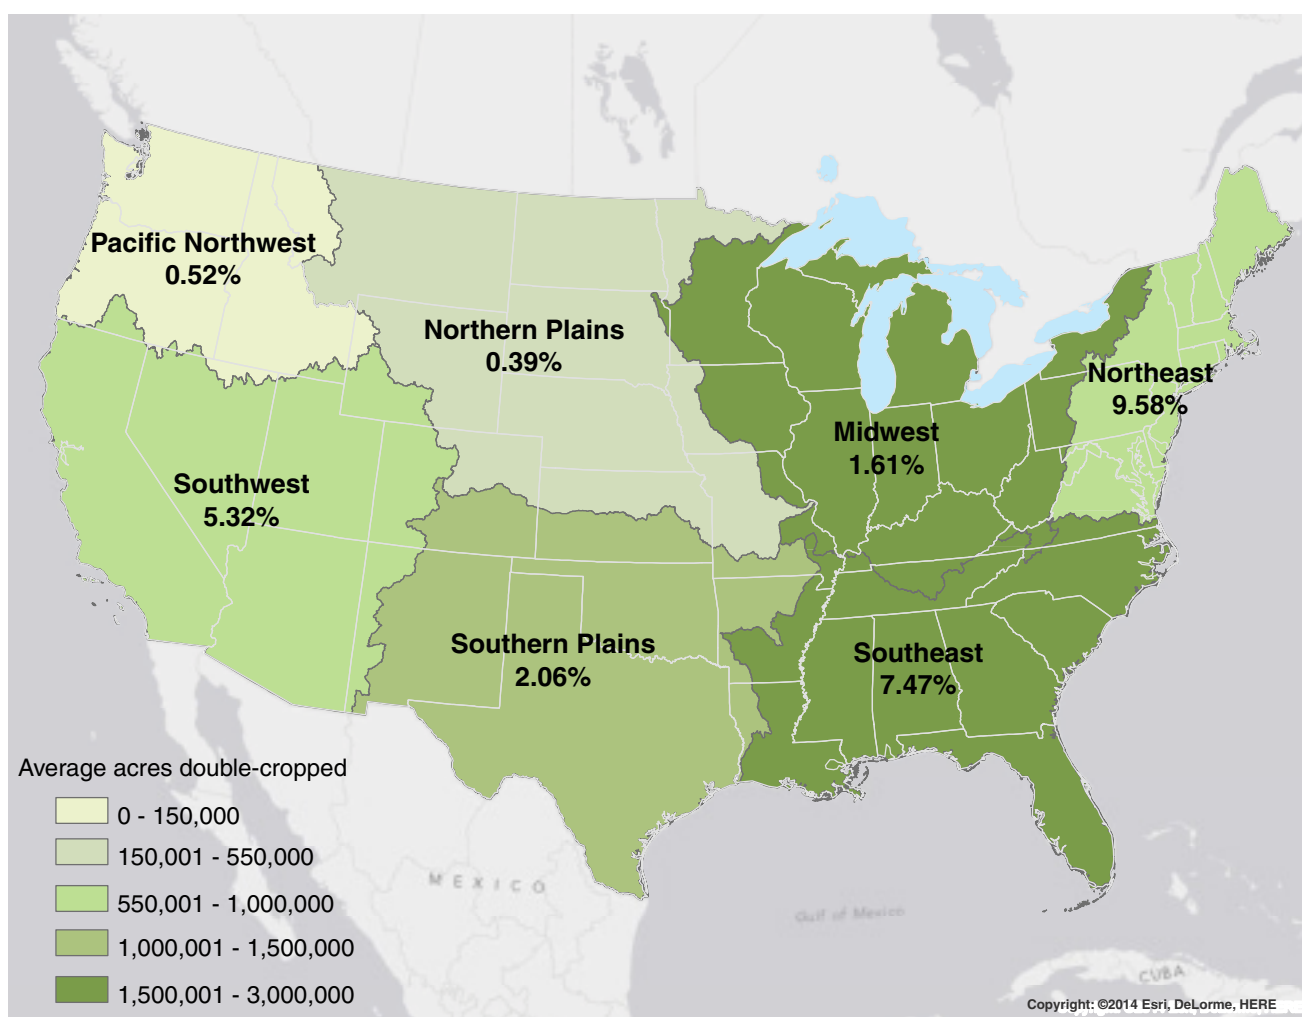 Pacific Northwest
0.52%
Northern Plains
0.39%
Northeast
9.58%
Midwest
1.61%
Southwest
5.32%
Southern Plains
2.06%
Southeast
7.47%
Average acres double-cropped
0 - 150,000
150,001 - 550,000
550,001 - 1,000,000
1,000,001 - 1,500,000
1,500,001 - 3,000,000
MEXICO
Gulf of Mexico
CUBA
Copyright: ©2014 Esri, DeLorme, HERE